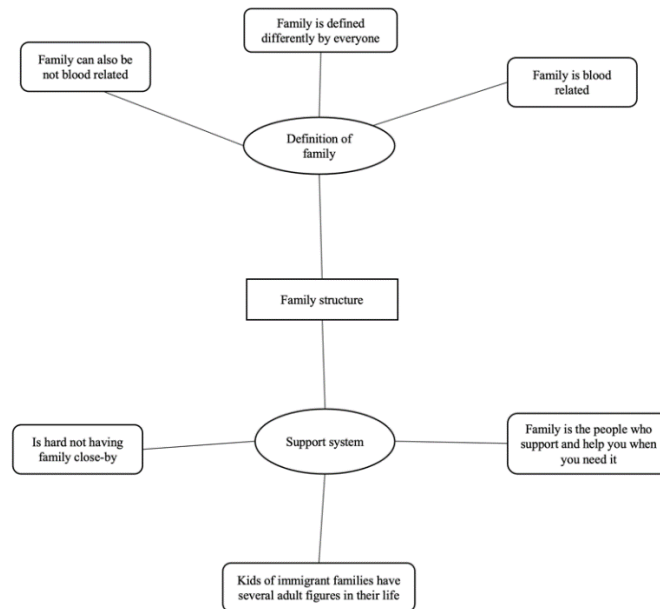 Family is defined
differently by everyone
Family can also be
not blood related
Family is blood
related
Definition of
family
Family structure
Is hard not having
family close-by
Support system
Family is the people who
support and help you when
you need it
Kids of immigrant families have
several adult figures in their life